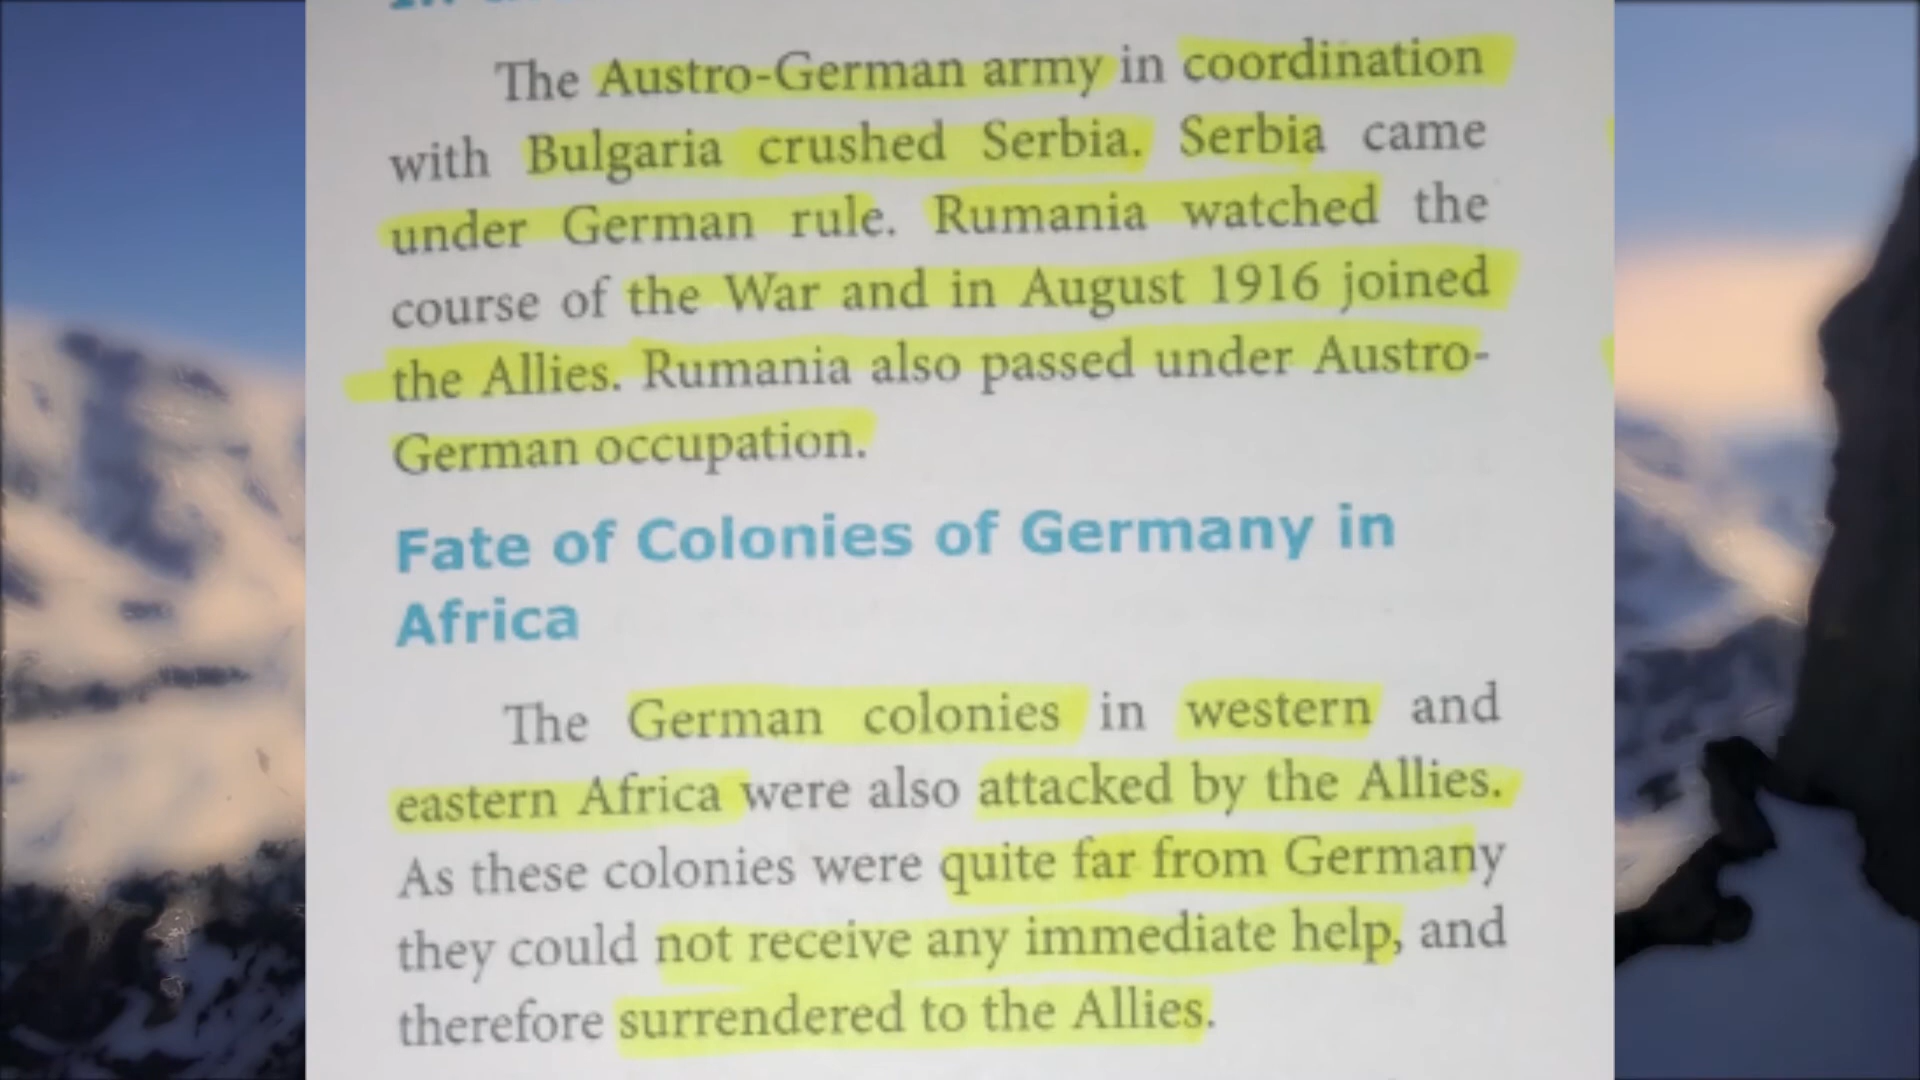 The Austro-German army in coordination
with Bulgaria crushed Serbia. Serbia came
under German rule. Rumania watched the
course of the War and in August 1916 joined
the Allies. Rumania also passed under Austro-
German occupation.
Fate of Colonies of Germany in
Africa
The German colonies in western and
eastern Africa were also attacked by the Allies.
As these colonies were quite far from Germany
they could not receive any immediate help, and
therefore surrendered to the Allies.